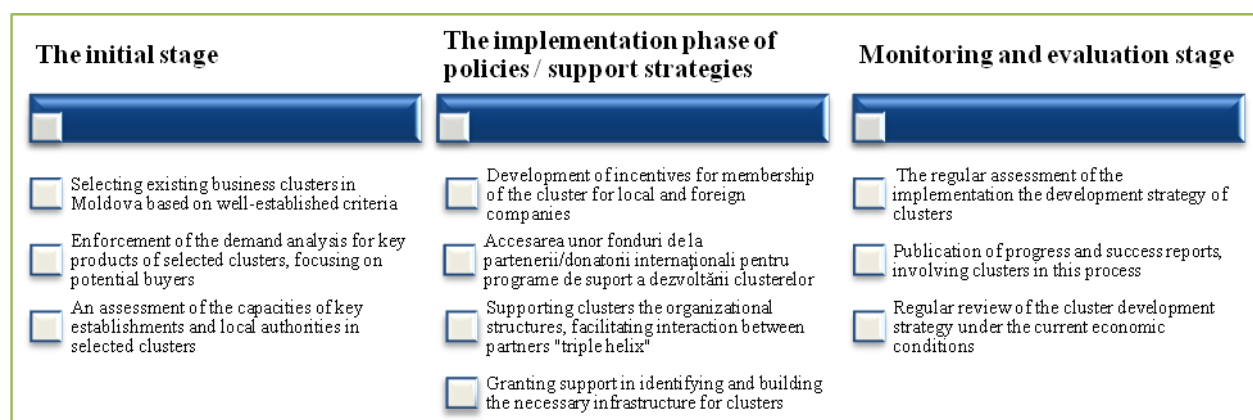 The initial stage
Selecting existing business clusters in
Moldova based on well-established criteria
Enforcement of the demand analysis for key
products of selected clusters, focusing on
potential buyers
An assessment of the capacities of key
establishments and local authorities in
selected clusters
The implementation phase of
policies / support strategies
Development of incentives for membership
of the cluster for local and foreign
companies
Accesarea unor fonduri de la
partenerii/donatorii internaționali pentru
programe de suport a dezvoltării clusterelor
Supporting clusters the organizational
structures, facilitating interaction between
partners "triple helix"
Granting support in identifying and building
the necessary infrastructure for clusters
Monitoring and evaluation stage
The regular assessment of the
implementation the development strategy of
clusters
Publication of progress and success reports,
involving clusters in this process
Regular review of the cluster development
strategy under the current economic
conditions